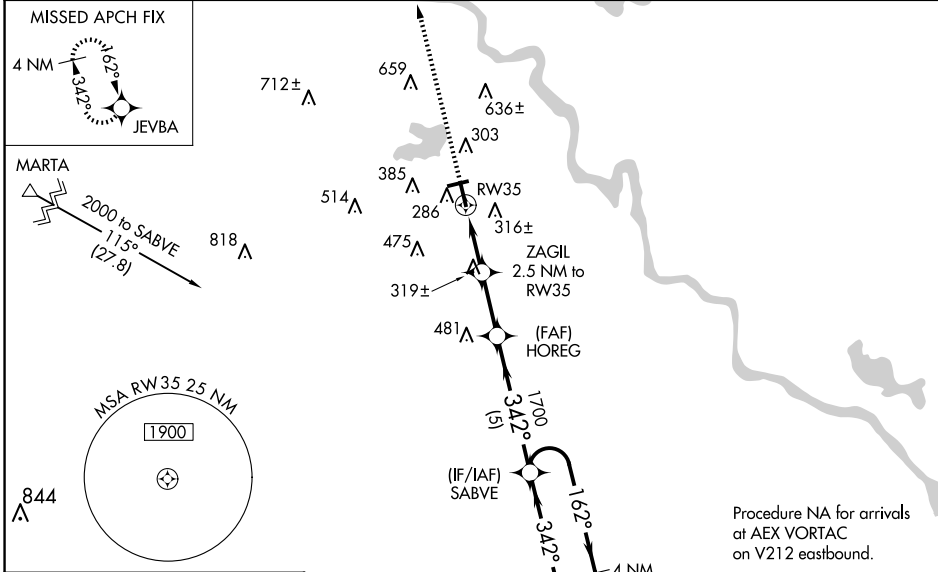 MISSED APCH FIX
4 NM
162°
342°
JEVBA
712±
659
636±
303
MARTA
2000 to SABVE
115°
(27.8)
818
514
385
286
RW35
316±
475
ZAGIL
2.5 NM to
RW35
319±
481
(FAF)
HOREG
1700
342°
(5)
MSA RW35 25 NM
1900
844
(IF/IAF)
SABVE
162°
342°
4 NM
Procedure NA for arrivals
at AEX VORTAC
on V212 eastbound.